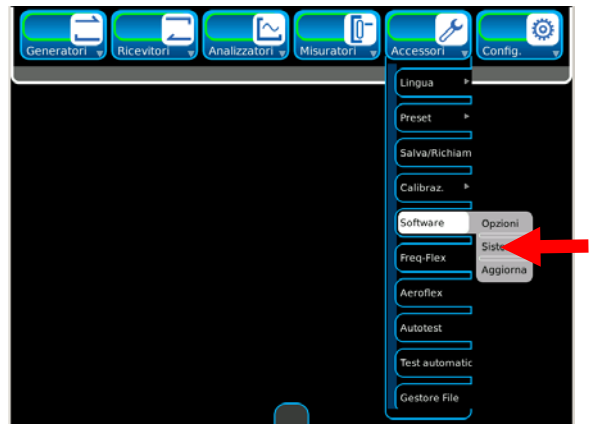 Generatori
Ricevitori
Analizzatori
Misuratori
Accessori
Config.
Lingua
Preset
Salva/Richiam
Calibraz.
Software
Opzioni
Freq-Flex
Aggiorna
Aeroflex
Autotest
Test automatic
Gestore File